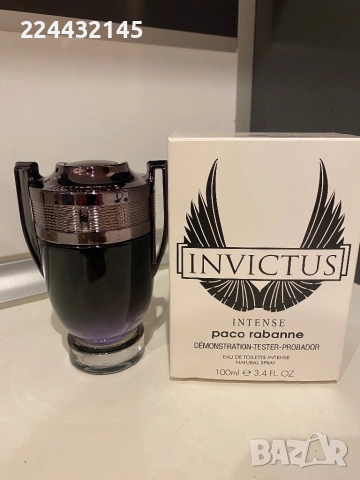 224432145
INVICTUS
INTENSE
paco rabanne
DÉMONSTRATION-TESTER-PROBADOR
EAU DE TOILETTE INTENSE
NATURAL SPRAY
100ml ℮ 3.4 FL. OZ
BAZAR